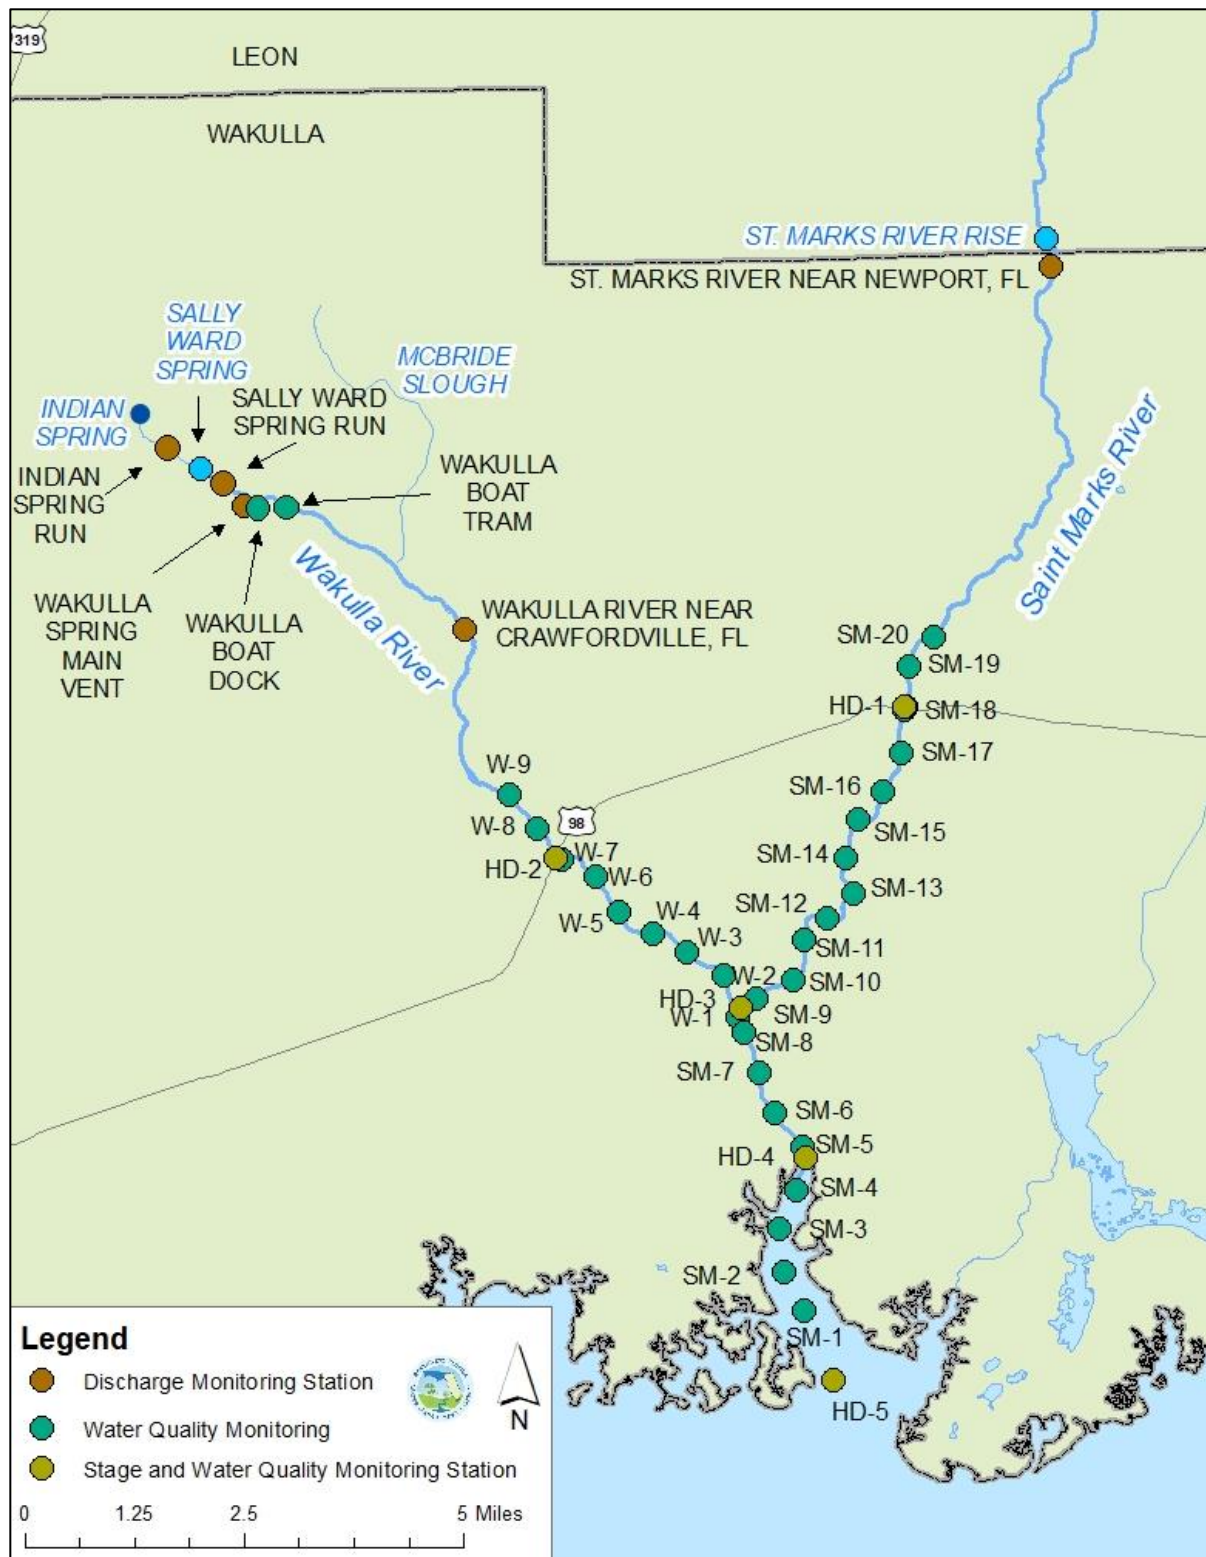 319
LEON
WAKULLA
ST. MARKS RIVER RISE
ST. MARKS RIVER NEAR NEWPORT, FL
SALLY
WARD
SPRING
MCBRIDE
SLOUGH
SALLY WARD
SPRING RUN
INDIAN
SPRING
INDIAN
SPRING
RUN
WAKULLA
BOAT
TRAM
WAKULLA
SPRING
MAIN
VENT
WAKULLA
BOAT
DOCK
Wakulla River
WAKULLA RIVER NEAR
CRAWFORDVILLE, FL
Saint Marks River
SM-20
SM-19
HD-1
SM-18
SM-17
W-9
SM-16
W-8
98
SM-15
HD-2
W-7
SM-14
W-6
SM-13
W-5
W-4
SM-12
W-3
SM-11
W-2
SM-10
HD-3
W-1
SM-9
SM-8
SM-7
SM-6
SM-5
HD-4
SM-4
SM-3
SM-2
SM-1
HD-5
Legend
Discharge Monitoring Station
Water Quality Monitoring
Stage and Water Quality Monitoring Station
N
0 1.25 2.5 5 Miles